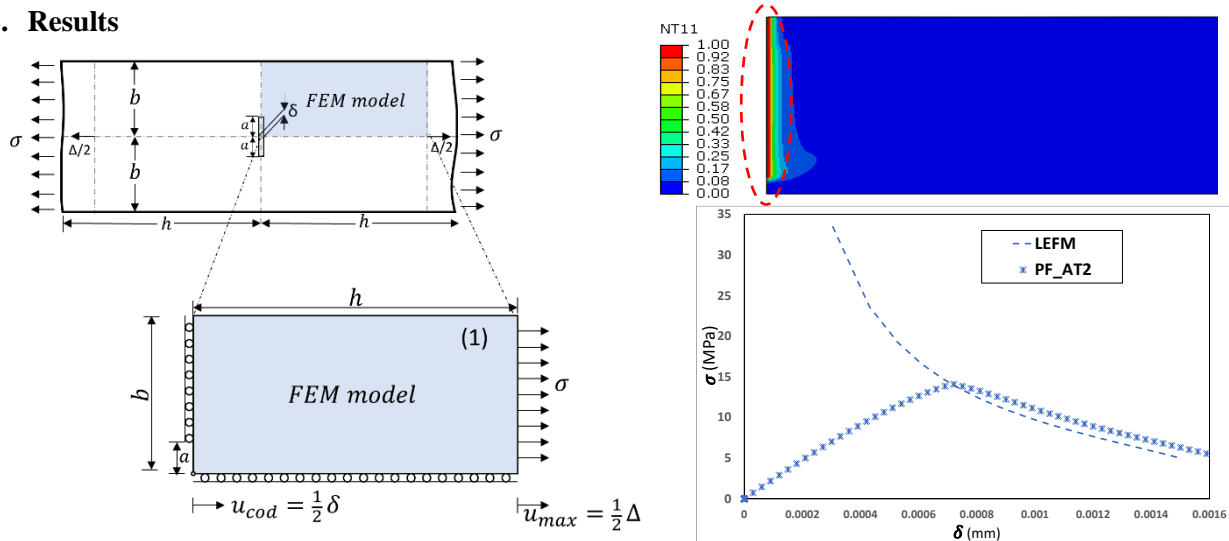 . Results
b
FEM model
δ
a
a
σ
Δ/2
Δ/2
σ
b
h
h
h
(1)
b
FEM model
σ
a
u_cod = 1/2 δ
u_max = 1/2 Δ
NT11
1.00
0.92
0.83
0.75
0.67
0.58
0.50
0.42
0.33
0.25
0.17
0.08
0.00
35
30
25
20
15
10
5
0
σ (MPa)
LEFM
PF_AT2
0
0.0002
0.0004
0.0006
0.0008
0.001
0.0012
0.0014
0.0016
δ (mm)